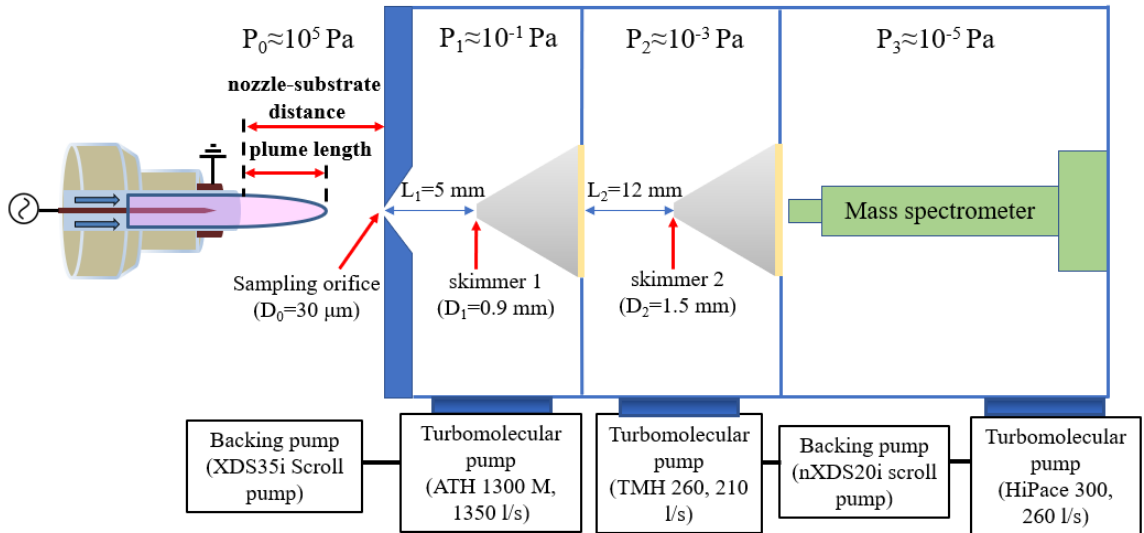 P₀≈10⁵ Pa
P₁≈10⁻¹ Pa
P₂≈10⁻³ Pa
P₃≈10⁻⁵ Pa
nozzle-substrate
distance
plume length
L₁=5 mm
L₂=12 mm
Mass spectrometer
Sampling orifice
(D₀=30 μm)
skimmer 1
(D₁=0.9 mm)
skimmer 2
(D₂=1.5 mm)
Backing pump
(XDS35i Scroll
pump)
Turbomolecular
pump
(ATH 1300 M,
1350 l/s)
Turbomolecular
pump
(TMH 260, 210
l/s)
Backing pump
(nXDS20i scroll
pump)
Turbomolecular
pump
(HiPace 300,
260 l/s)